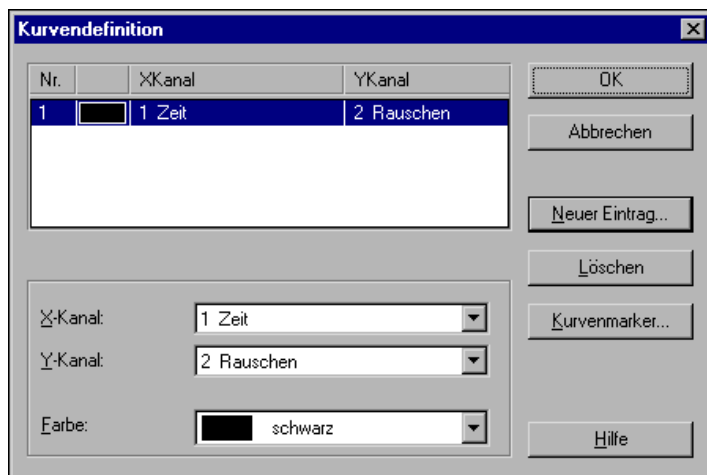 Kurvendefinition
Nr. XKanal YKanal
1 1 Zeit 2 Rauschen
OK
Abbrechen
Neuer Eintrag...
Löschen
Kurvenmarker...
X-Kanal: 1 Zeit
Y-Kanal: 2 Rauschen
Farbe: schwarz
Hilfe